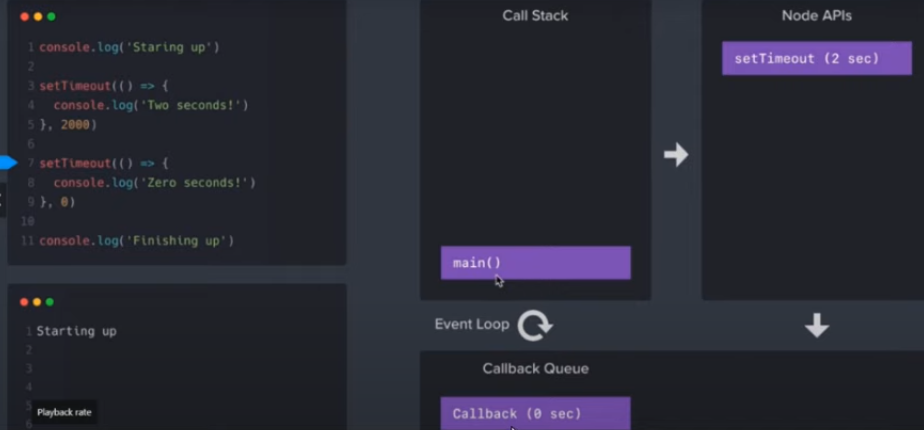 1 console.log('Staring up')
2
3 setTimeout(() => {
4 console.log('Two seconds!')
5 }, 2000)
6
7 setTimeout(() => {
8 console.log('Zero seconds!')
9 }, 0)
10
11 console.log('Finishing up')
1 Starting up
2
3
4
5
6
Playback rate
Call Stack
main()
Event Loop
Node APIs
setTimeout (2 sec)
Callback Queue
Callback (0 sec)